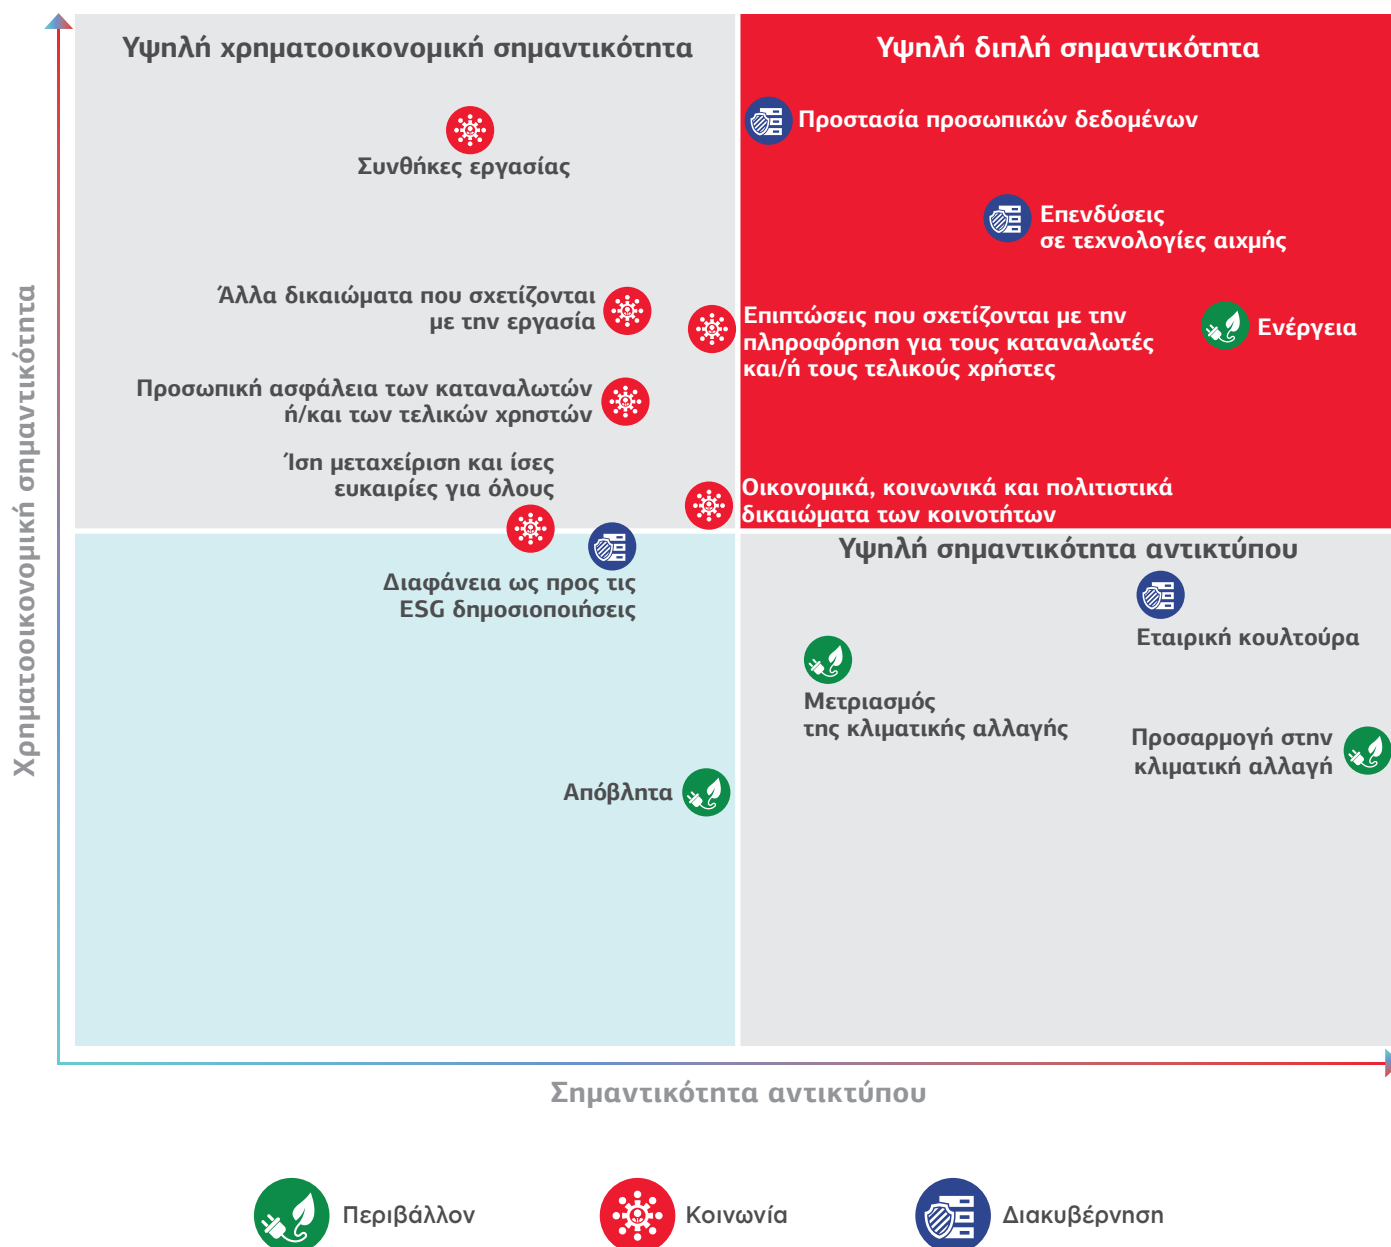 Υψηλή χρηματοοικονομική σημαντικότητα
Υψηλή διπλή σημαντικότητα
Προστασία προσωπικών δεδομένων
Συνθήκες εργασίας
Επενδύσεις
σε τεχνολογίες αιχμής
Άλλα δικαιώματα που σχετίζονται
με την εργασία
Επιπτώσεις που σχετίζονται με την
πληροφόρηση για τους καταναλωτές
και/ή τους τελικούς χρήστες
Ενέργεια
Προσωπική ασφάλεια των καταναλωτών
ή/και των τελικών χρηστών
Ίση μεταχείριση και ίσες
ευκαιρίες για όλους
Οικονομικά, κοινωνικά και πολιτιστικά
δικαιώματα των κοινοτήτων
Υψηλή σημαντικότητα αντικτύπου
Διαφάνεια ως προς τις
ESG δημοσιοποιήσεις
Εταιρική κουλτούρα
Μετριασμός
της κλιματικής αλλαγής
Προσαρμογή στην
κλιματική αλλαγή
Απόβλητα
Χρηματοοικονομική σημαντικότητα
Σημαντικότητα αντικτύπου
Περιβάλλον
Κοινωνία
Διακυβέρνηση